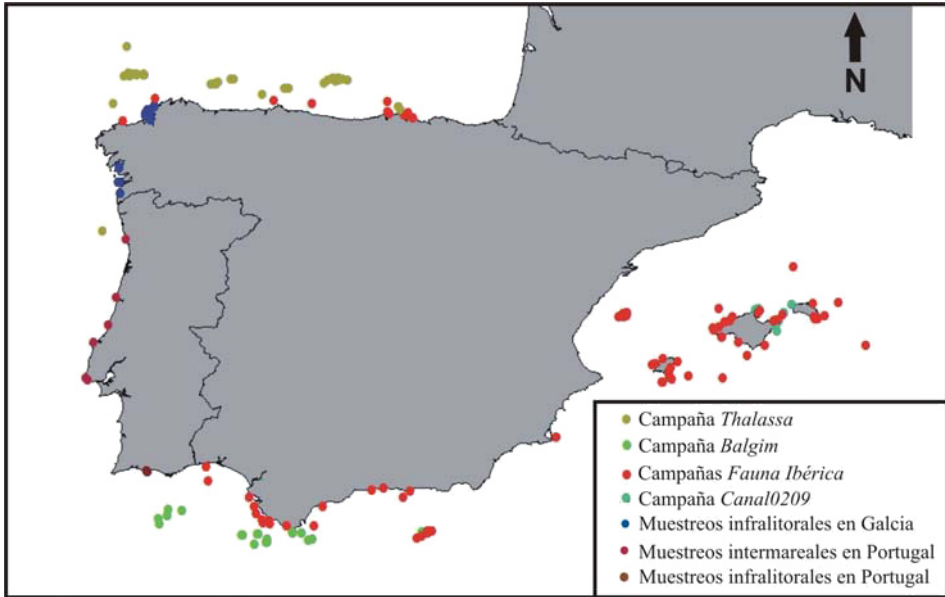 N
Campaña Thalassa
Campaña Balgim
Campañas Fauna Ibérica
Campaña Canal0209
Muestreos infralitorales en Galcia
Muestreos intermareales en Portugal
Muestreos infralitorales en Portugal